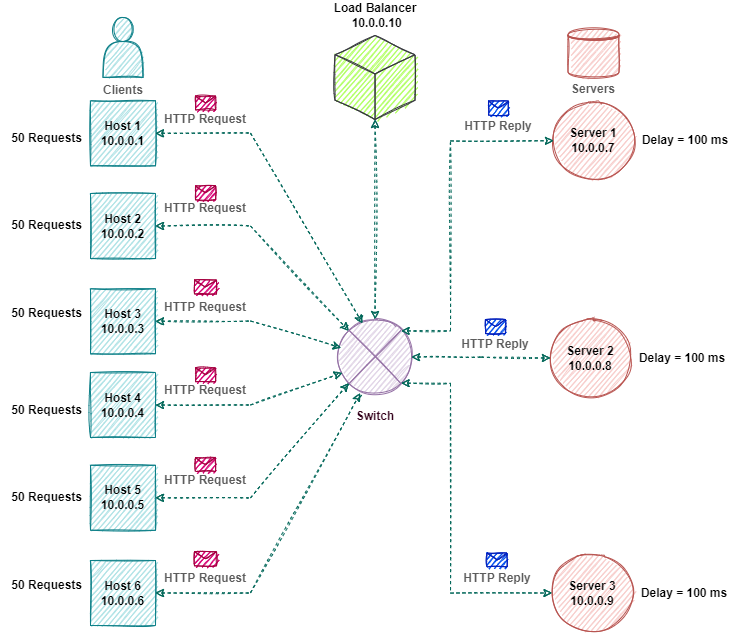 Load Balancer
10.0.0.10
Clients
Servers
50 Requests
Host 1
10.0.0.1
HTTP Request
HTTP Reply
Server 1
10.0.0.7
Delay = 100 ms
50 Requests
Host 2
10.0.0.2
HTTP Request
50 Requests
Host 3
10.0.0.3
HTTP Request
HTTP Reply
Server 2
10.0.0.8
Delay = 100 ms
50 Requests
Host 4
10.0.0.4
HTTP Request
Switch
50 Requests
Host 5
10.0.0.5
HTTP Request
50 Requests
Host 6
10.0.0.6
HTTP Request
HTTP Reply
Server 3
10.0.0.9
Delay = 100 ms